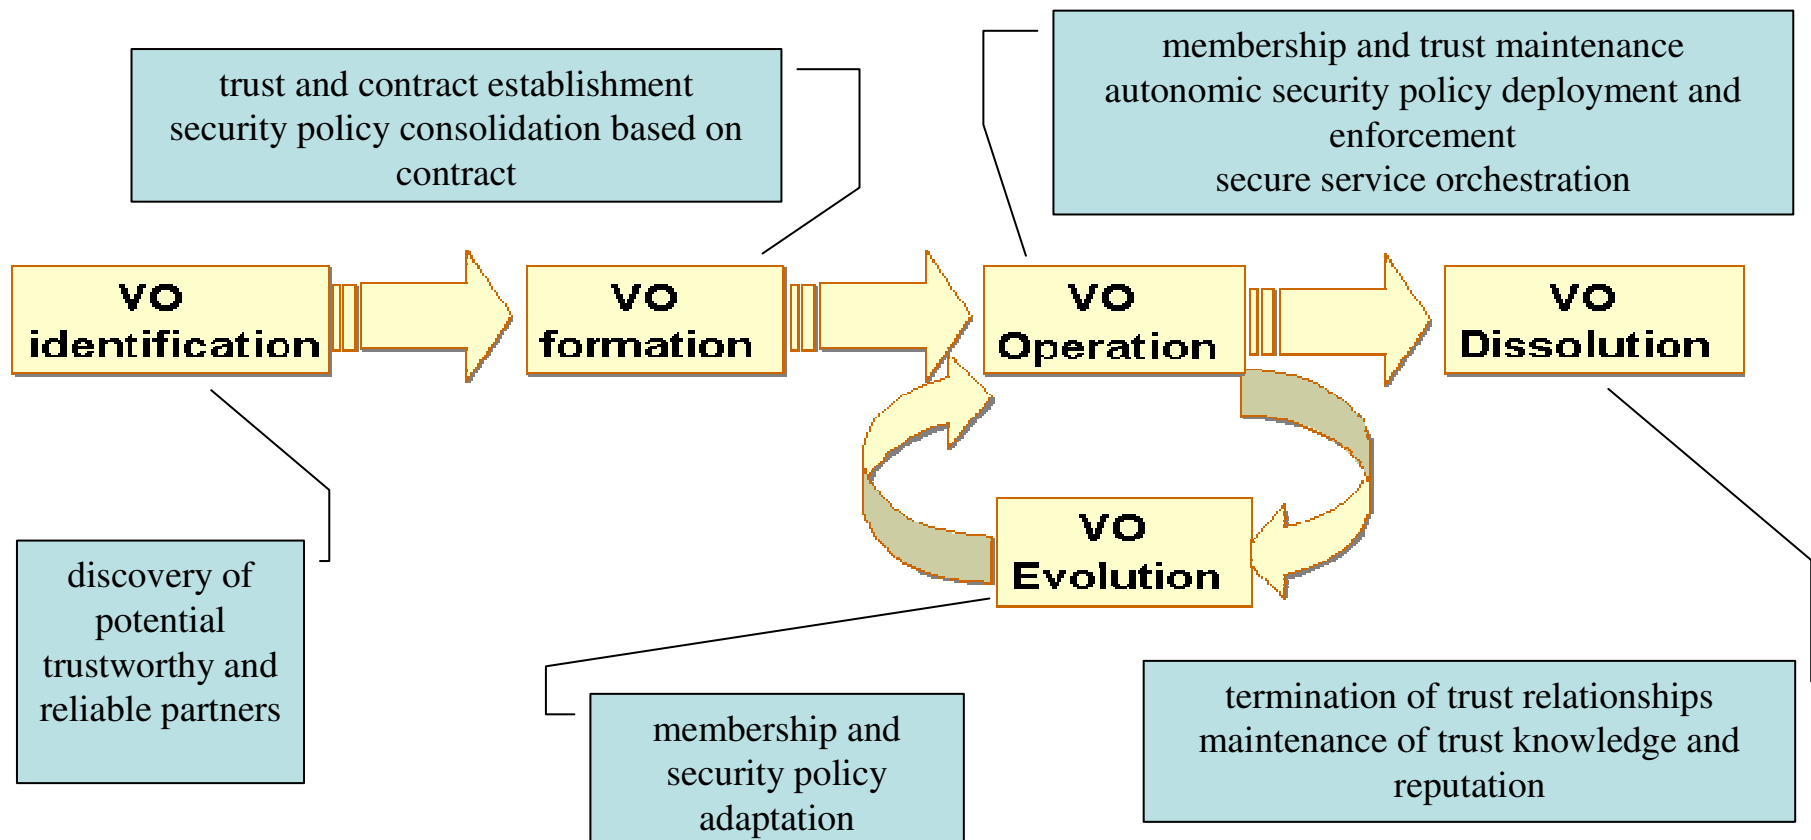 trust and contract establishment
security policy consolidation based on
contract
membership and trust maintenance
autonomic security policy deployment and
enforcement
secure service orchestration
VO
identification
VO
formation
VO
Operation
VO
Dissolution
VO
Evolution
discovery of
potential
trustworthy and
reliable partners
membership and
security policy
adaptation
termination of trust relationships
maintenance of trust knowledge and
reputation